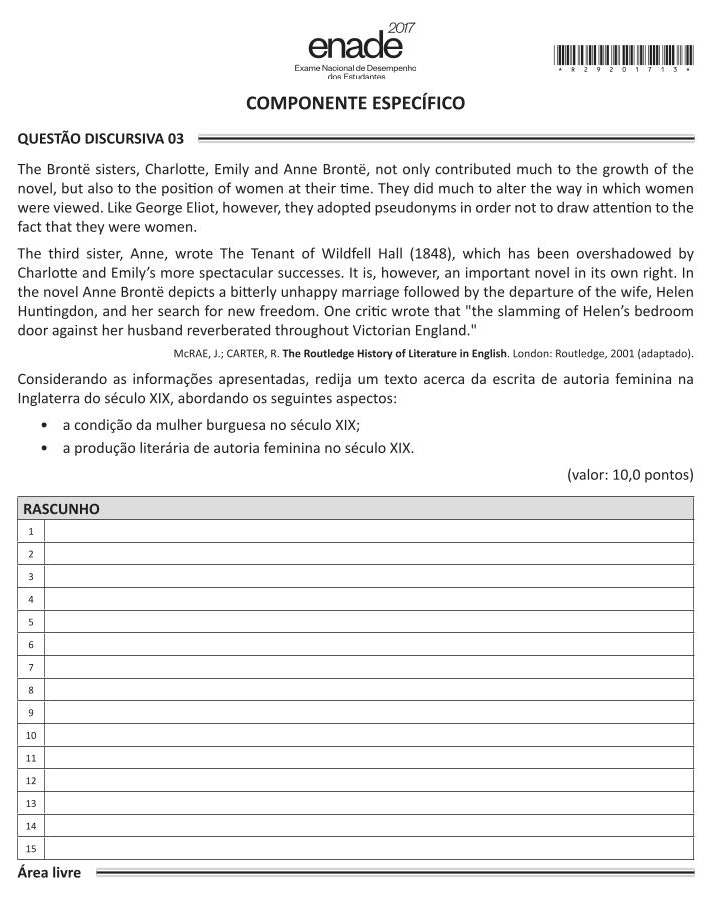 2017
enade
Exame Nacional de Desempenho
dos Estudantes
* R 2 9 2 0 1 7 1 3 *
COMPONENTE ESPECÍFICO
QUESTÃO DISCURSIVA 03
The Brontë sisters, Charlotte, Emily and Anne Brontë, not only contributed much to the growth of the
novel, but also to the position of women at their time. They did much to alter the way in which women
were viewed. Like George Eliot, however, they adopted pseudonyms in order not to draw attention to the
fact that they were women.
The third sister, Anne, wrote The Tenant of Wildfell Hall (1848), which has been overshadowed by
Charlotte and Emily’s more spectacular successes. It is, however, an important novel in its own right. In
the novel Anne Brontë depicts a bitterly unhappy marriage followed by the departure of the wife, Helen
Huntingdon, and her search for new freedom. One critic wrote that "the slamming of Helen’s bedroom
door against her husband reverberated throughout Victorian England."
McRAE, J.; CARTER, R. The Routledge History of Literature in English. London: Routledge, 2001 (adaptado).
Considerando as informações apresentadas, redija um texto acerca da escrita de autoria feminina na
Inglaterra do século XIX, abordando os seguintes aspectos:
• a condição da mulher burguesa no século XIX;
• a produção literária de autoria feminina no século XIX.
(valor: 10,0 pontos)
RASCUNHO
1
2
3
4
5
6
7
8
9
10
11
12
13
14
15
Área livre